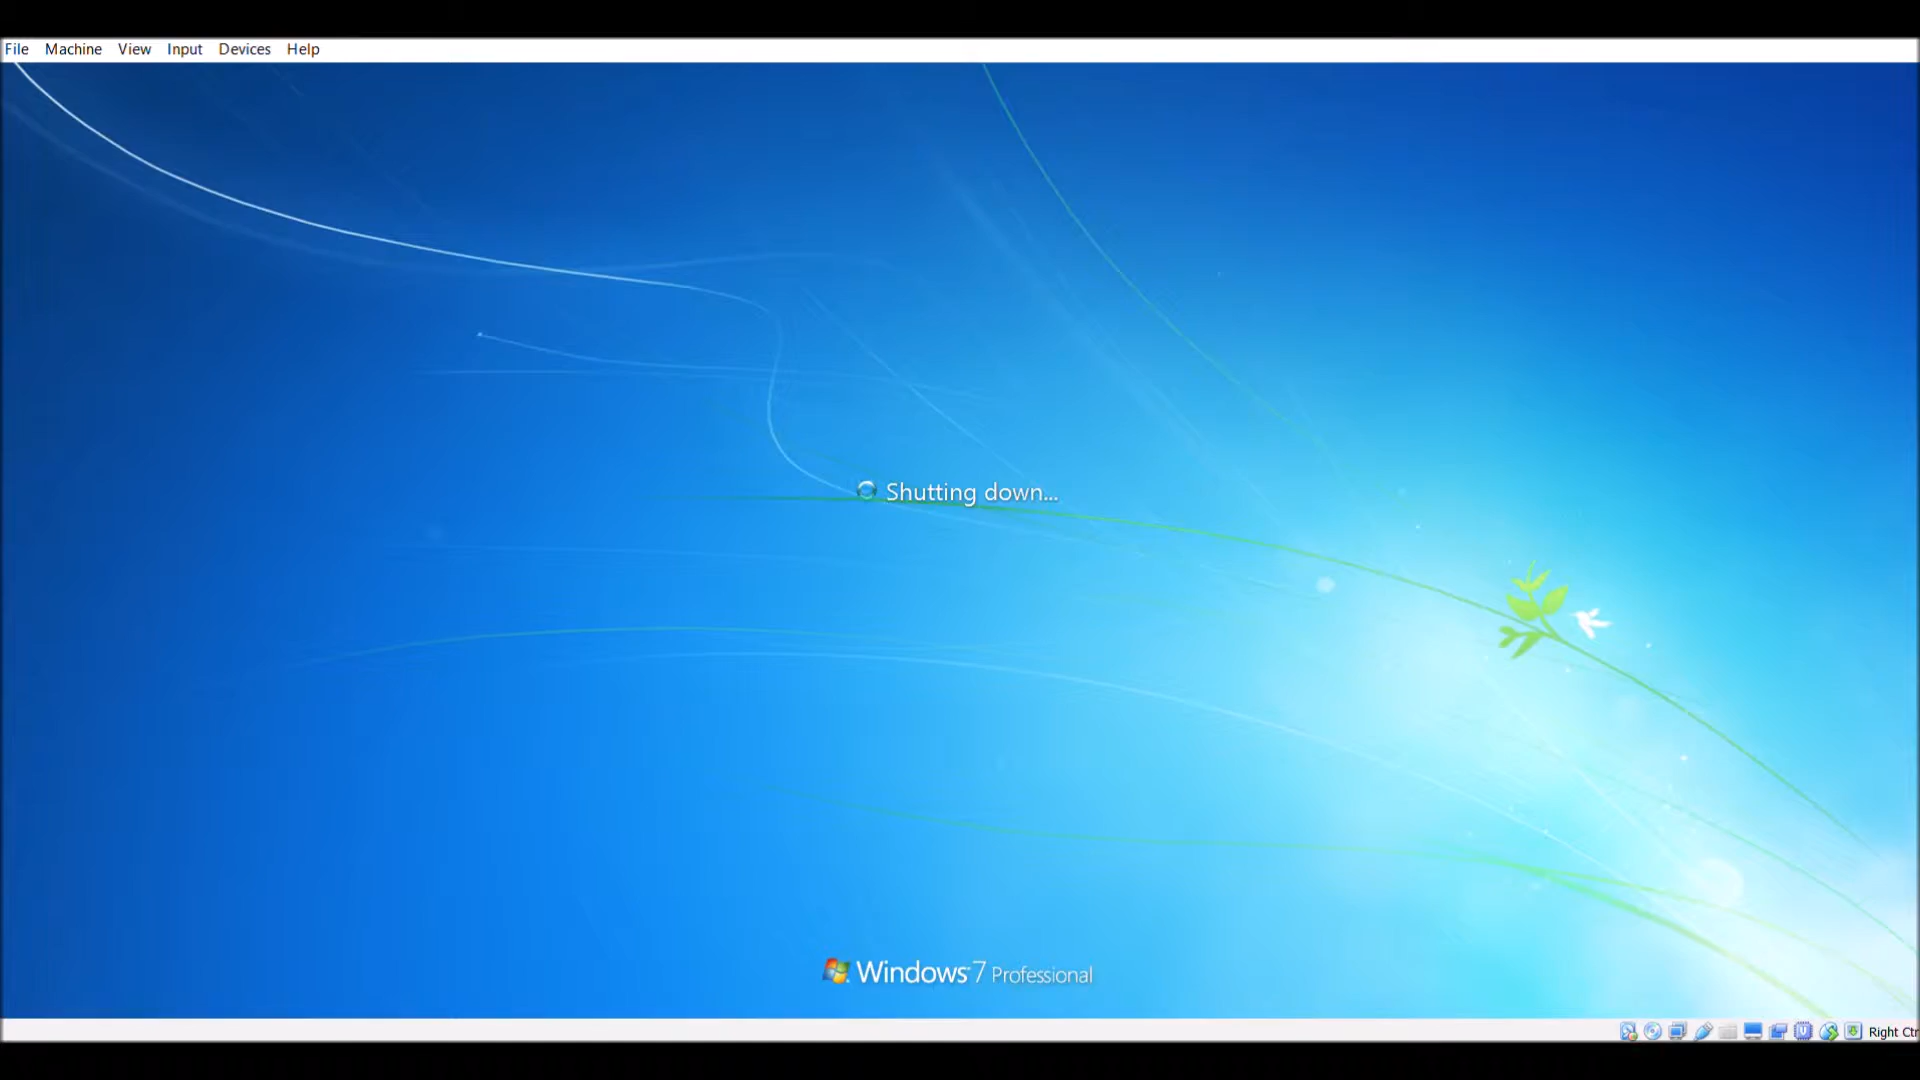 File Machine View Input Devices Help
Shutting down...
Windows 7 Professional
Right Ctr